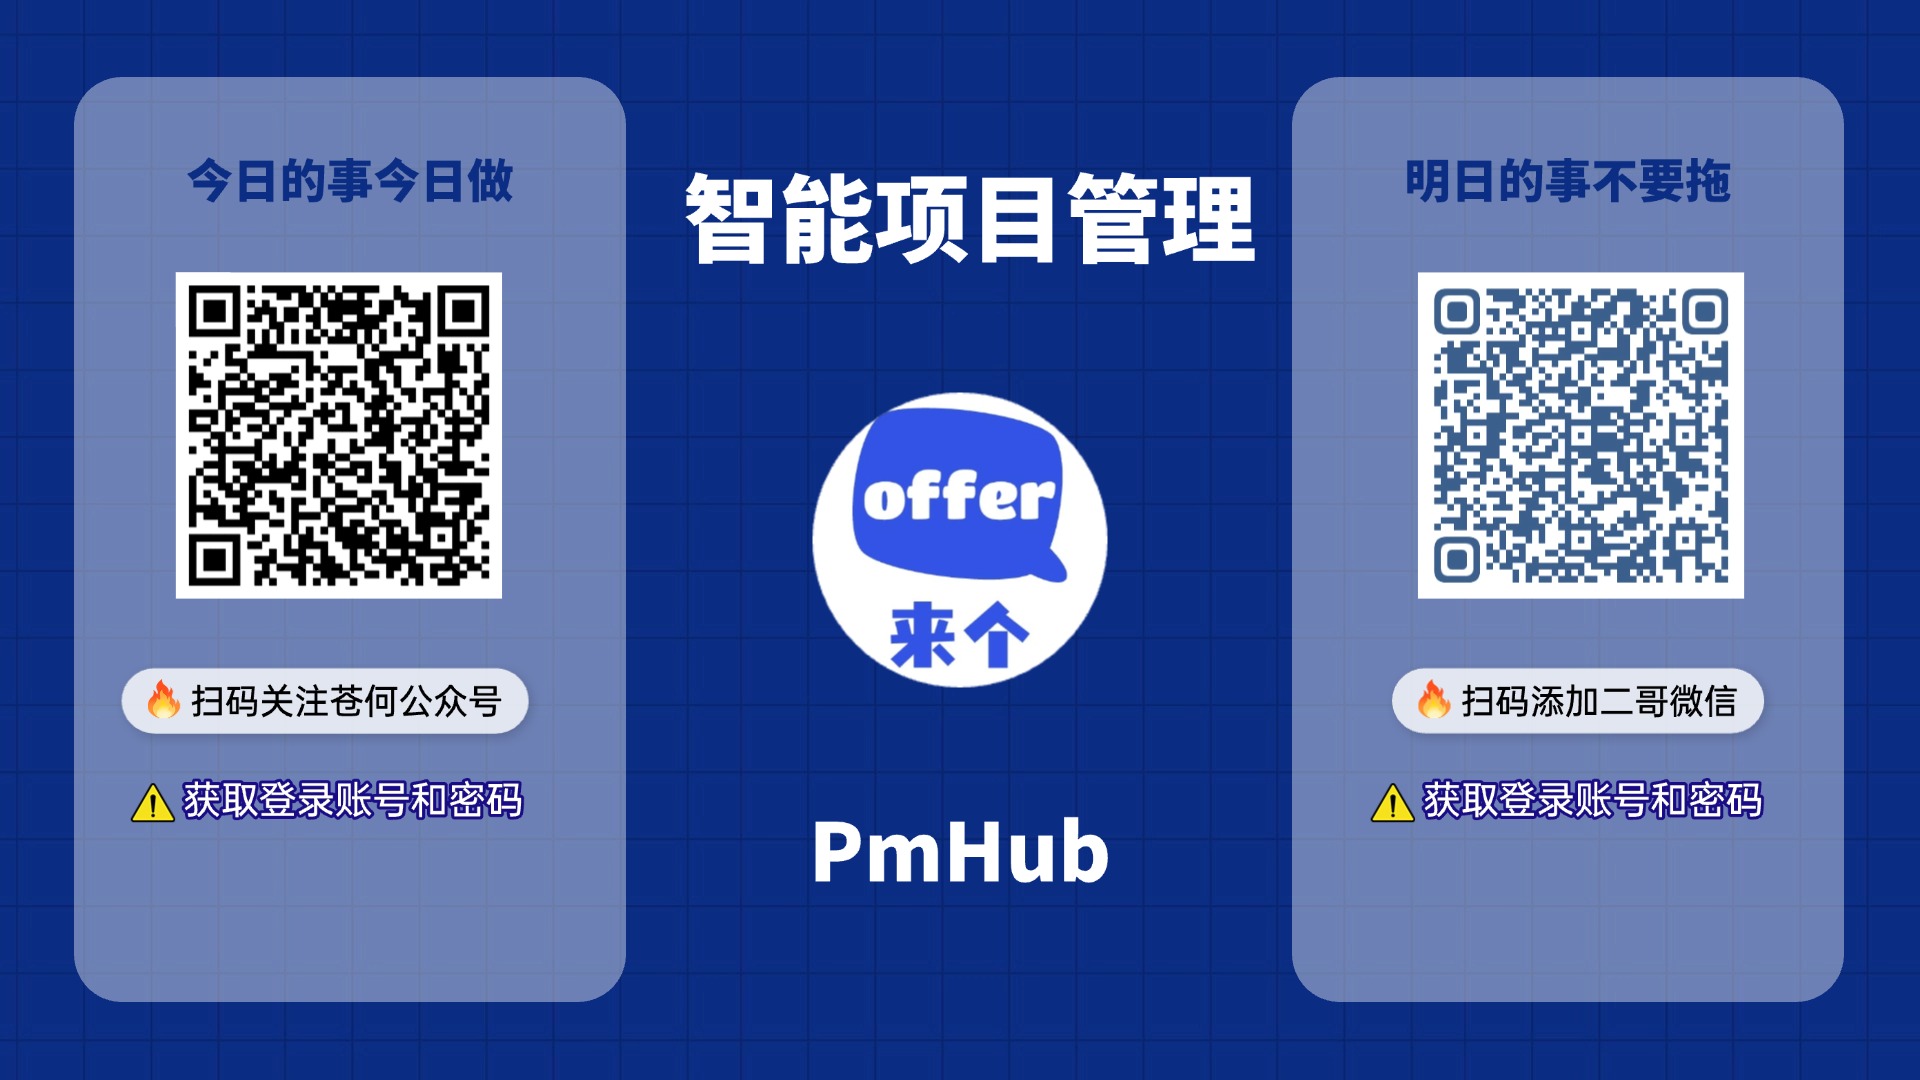 今日的事今日做
🔥 扫码关注苍何公众号
⚠ 获取登录账号和密码
智能项目管理
offer
来个
PmHub
明日的事不要拖
🔥 扫码添加二哥微信
⚠ 获取登录账号和密码